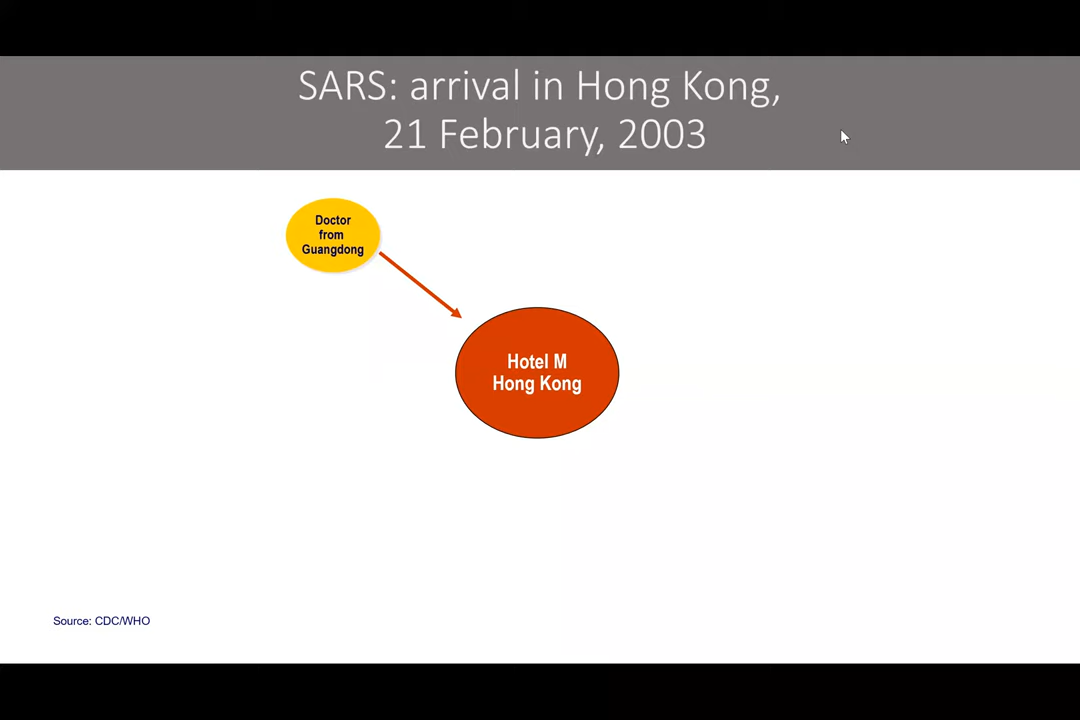 SARS: arrival in Hong Kong,
21 February, 2003
Doctor
from
Guangdong
Hotel M
Hong Kong
Source: CDC/WHO